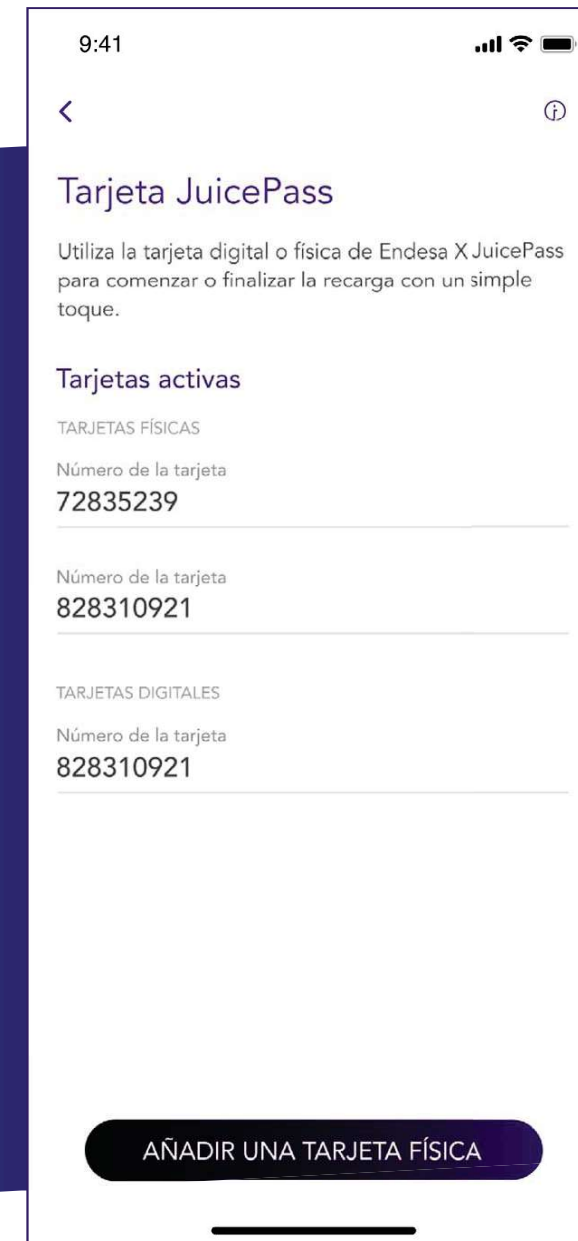 9:41
Tarjeta JuicePass
Utiliza la tarjeta digital o física de Endesa X JuicePass
para comenzar o finalizar la recarga con un simple
toque.
Tarjetas activas
TARJETAS FÍSICAS
Número de la tarjeta
72835239
Número de la tarjeta
828310921
TARJETAS DIGITALES
Número de la tarjeta
828310921
AÑADIR UNA TARJETA FÍSICA